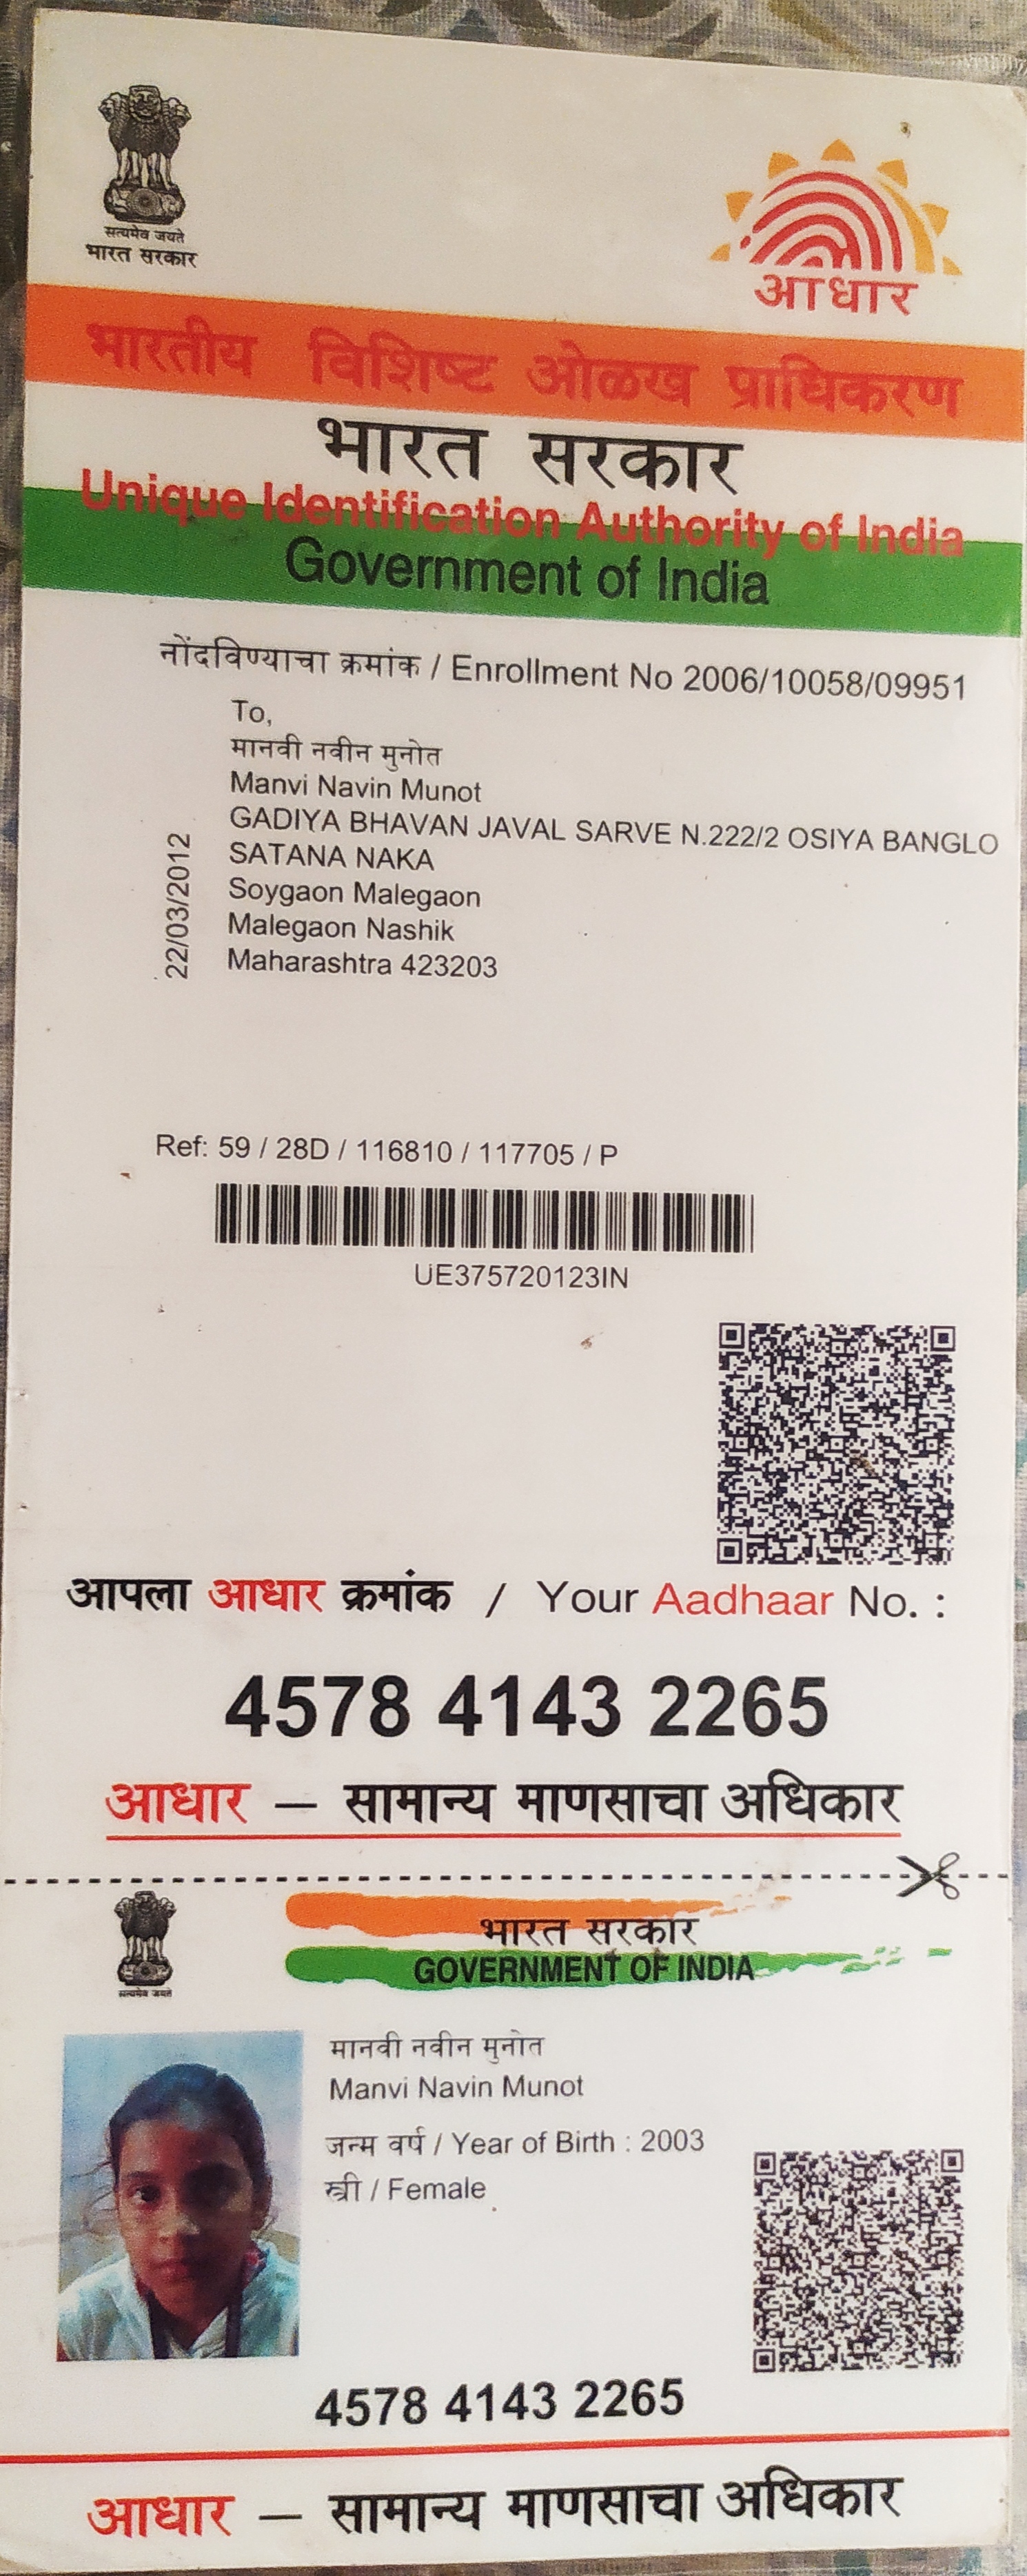 सत्यमेव जयते
भारत सरकार
आधार
भारतीय विशिष्ट ओळख प्राधिकरण
भारत सरकार
Unique Identification Authority of India
Government of India
नोंदविण्याचा क्रमांक / Enrollment No 2006/10058/09951
To,
मानवी नवीन मुनोत
Manvi Navin Munot
GADIYA BHAVAN JAVAL SARVE N.222/2 OSIYA BANGLO
SATANA NAKA
Soygaon Malegaon
Malegaon Nashik
Maharashtra 423203
22/03/2012
Ref: 59 / 28D / 116810 / 117705 / P
UE375720123IN
आपला आधार क्रमांक / Your Aadhaar No. :
4578 4143 2265
आधार – सामान्य माणसाचा अधिकार
सत्यमेव जयते
भारत सरकार
GOVERNMENT OF INDIA
मानवी नवीन मुनोत
Manvi Navin Munot
जन्म वर्ष / Year of Birth : 2003
स्त्री / Female
4578 4143 2265
आधार – सामान्य माणसाचा अधिकार